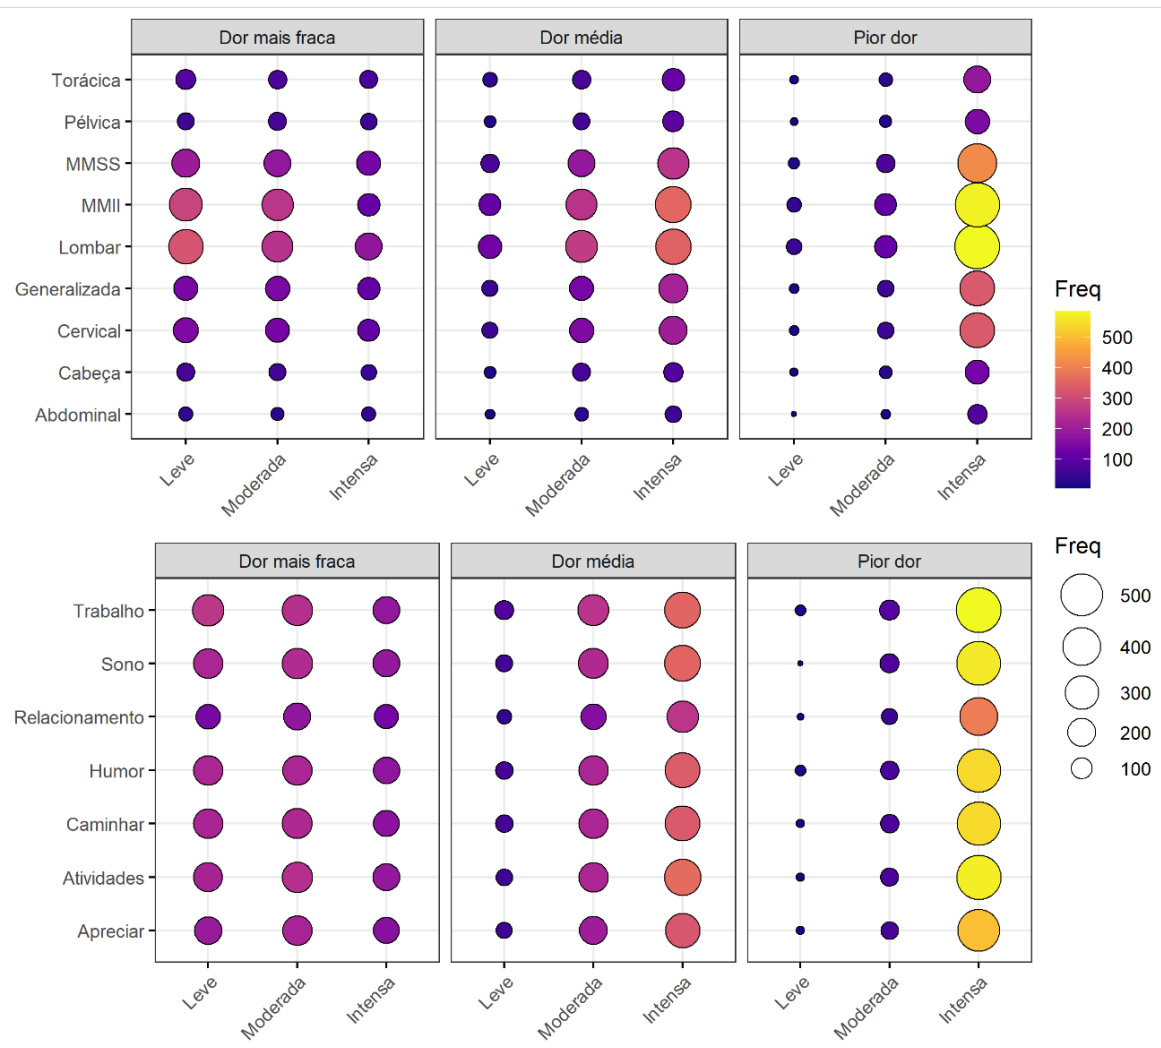 Dor mais fraca Dor média Pior dor
Torácica
Pélvica
MMSS
MMII
Lombar
Generalizada
Cervical
Cabeça
Abdominal
Leve Moderada Intensa Leve Moderada Intensa Leve Moderada Intensa
Freq
500
400
300
200
100
Dor mais fraca Dor média Pior dor
Trabalho
Sono
Relacionamento
Humor
Caminhar
Atividades
Apreciar
Leve Moderada Intensa Leve Moderada Intensa Leve Moderada Intensa
Freq
500
400
300
200
100